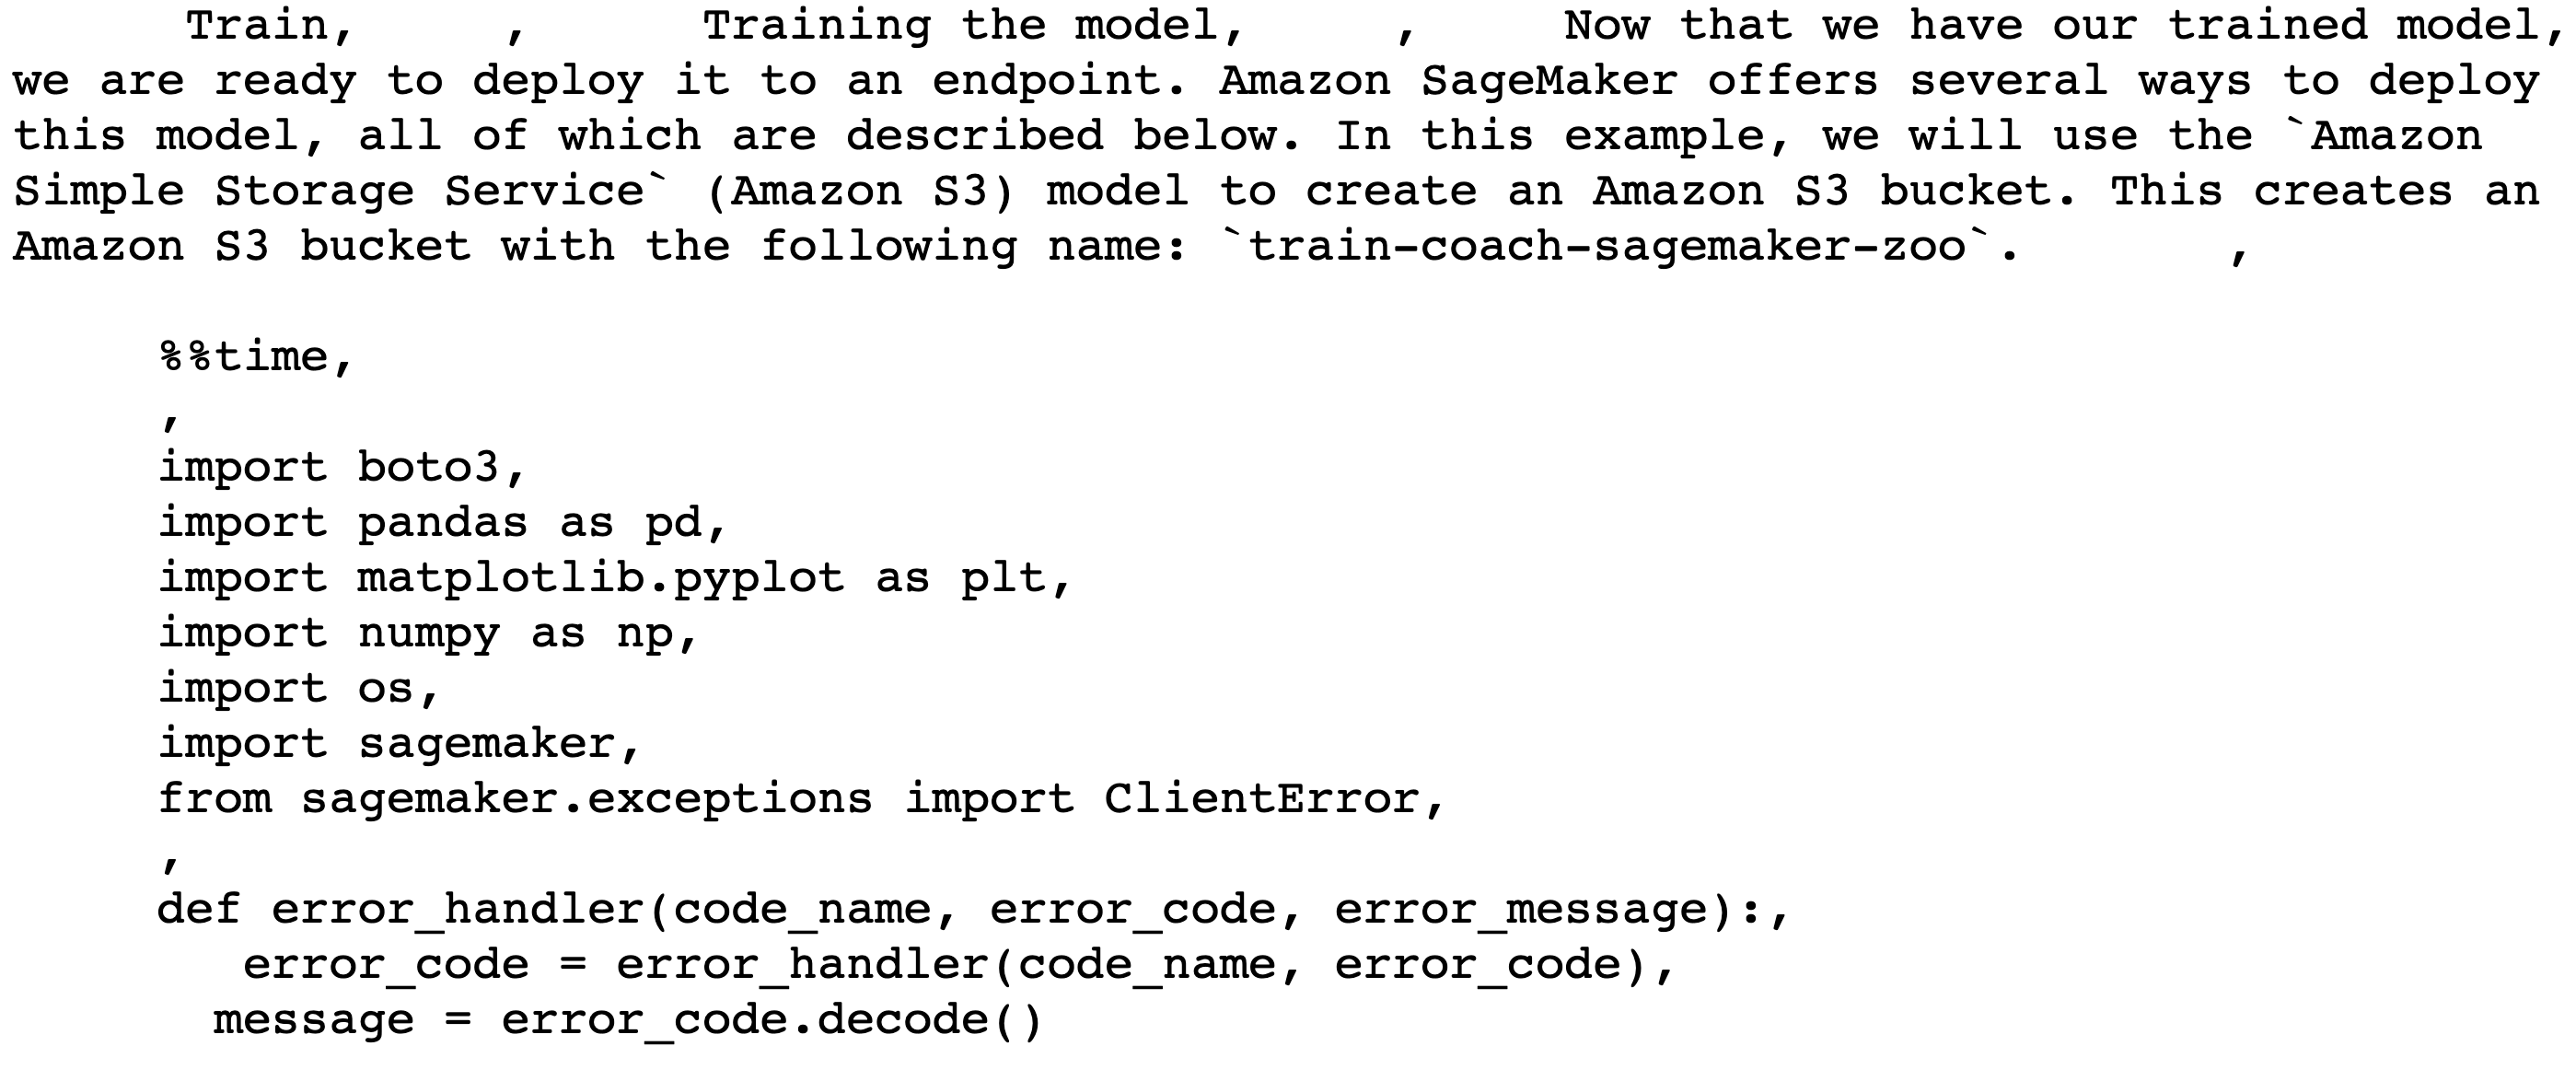 Train,     ,      Training the model,     ,     Now that we have our trained model,
we are ready to deploy it to an endpoint. Amazon SageMaker offers several ways to deploy
this model, all of which are described below. In this example, we will use the `Amazon
Simple Storage Service` (Amazon S3) model to create an Amazon S3 bucket. This creates an
Amazon S3 bucket with the following name: `train-coach-sagemaker-zoo`.       ,
%%time,
,
import boto3,
import pandas as pd,
import matplotlib.pyplot as plt,
import numpy as np,
import os,
import sagemaker,
from sagemaker.exceptions import ClientError,
,
def error_handler(code_name, error_code, error_message):,
   error_code = error_handler(code_name, error_code),
  message = error_code.decode()